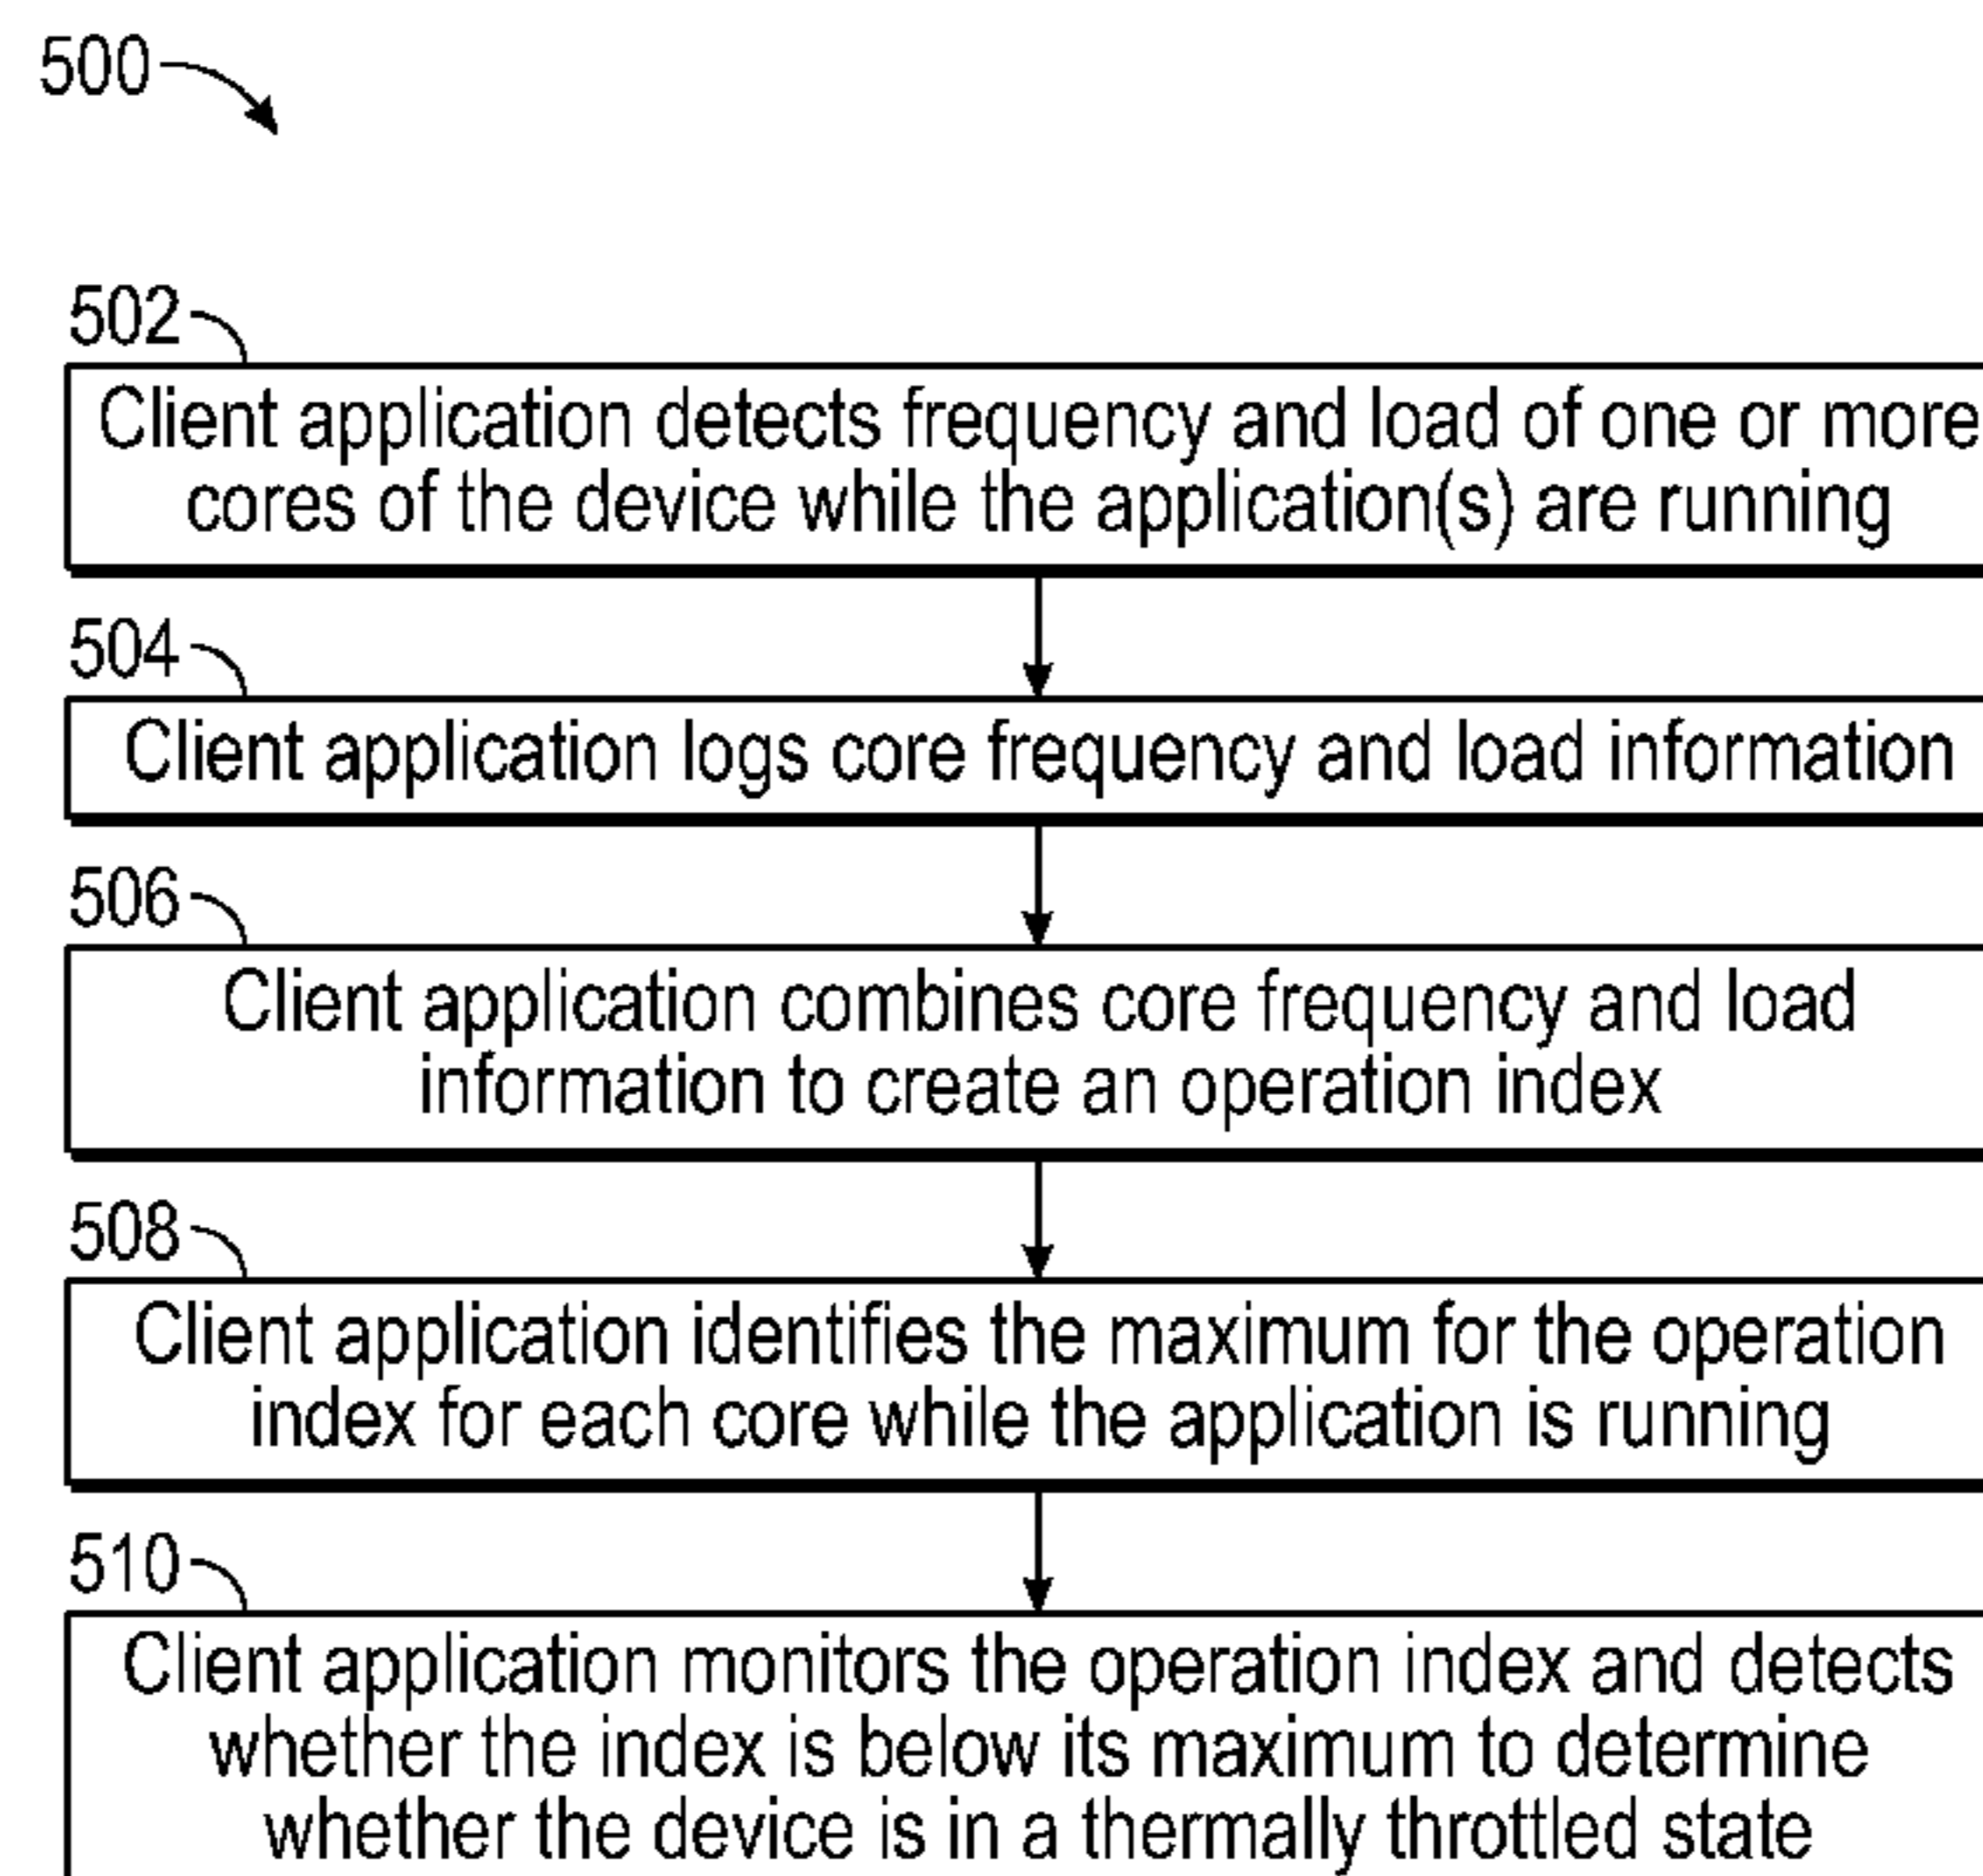 500
502
Client application detects frequency and load of one or more
cores of the device while the application(s) are running
504
Client application logs core frequency and load information
506
Client application combines core frequency and load
information to create an operation index
508
Client application identifies the maximum for the operation
index for each core while the application is running
510
Client application monitors the operation index and detects
whether the index is below its maximum to determine
whether the device is in a thermally throttled state